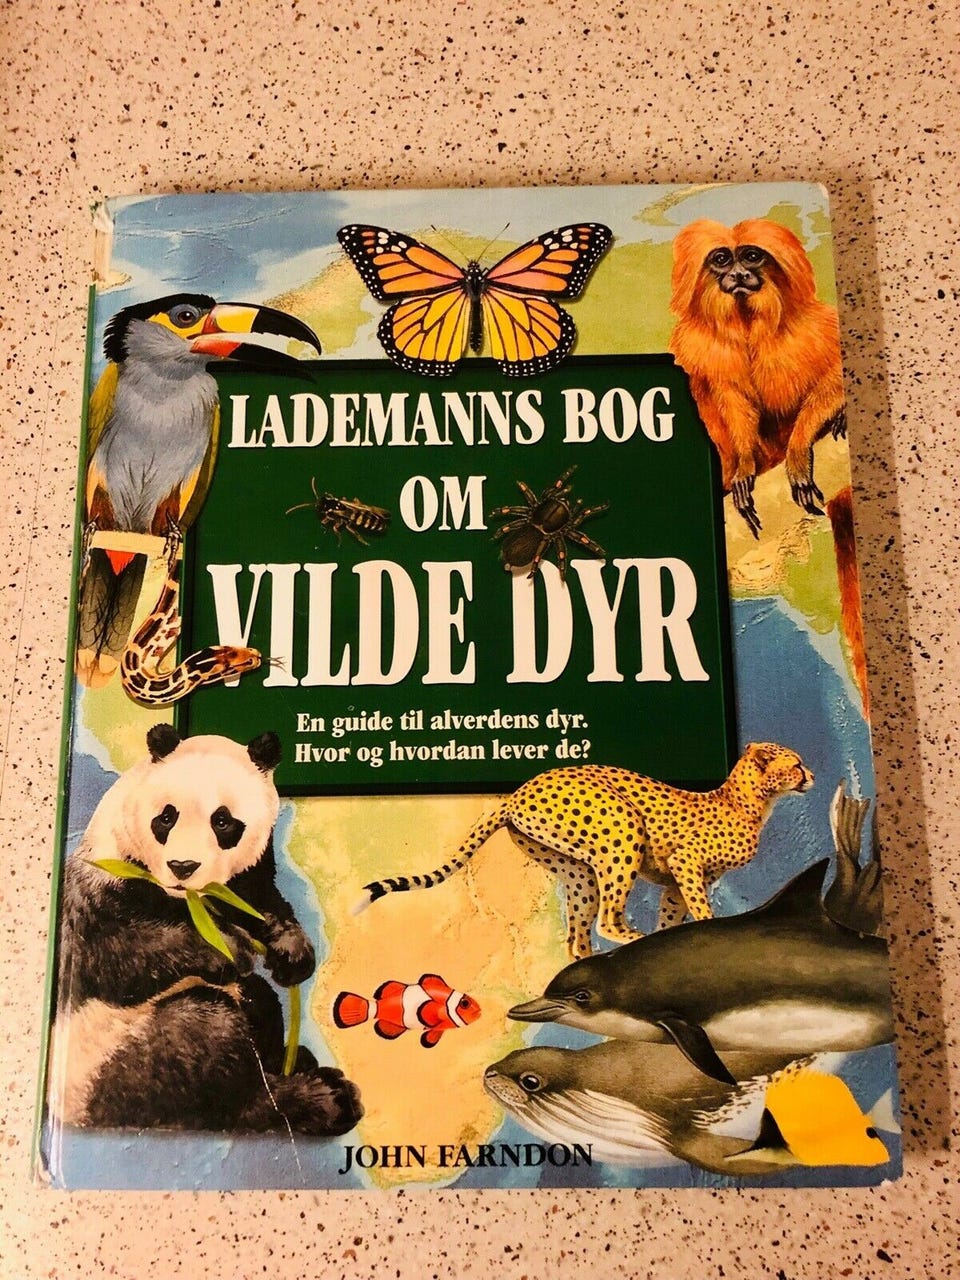 LADEMANNS BOG
OM
VILDE DYR
En guide til alverdens dyr.
Hvor og hvordan lever de?
JOHN FARNDON